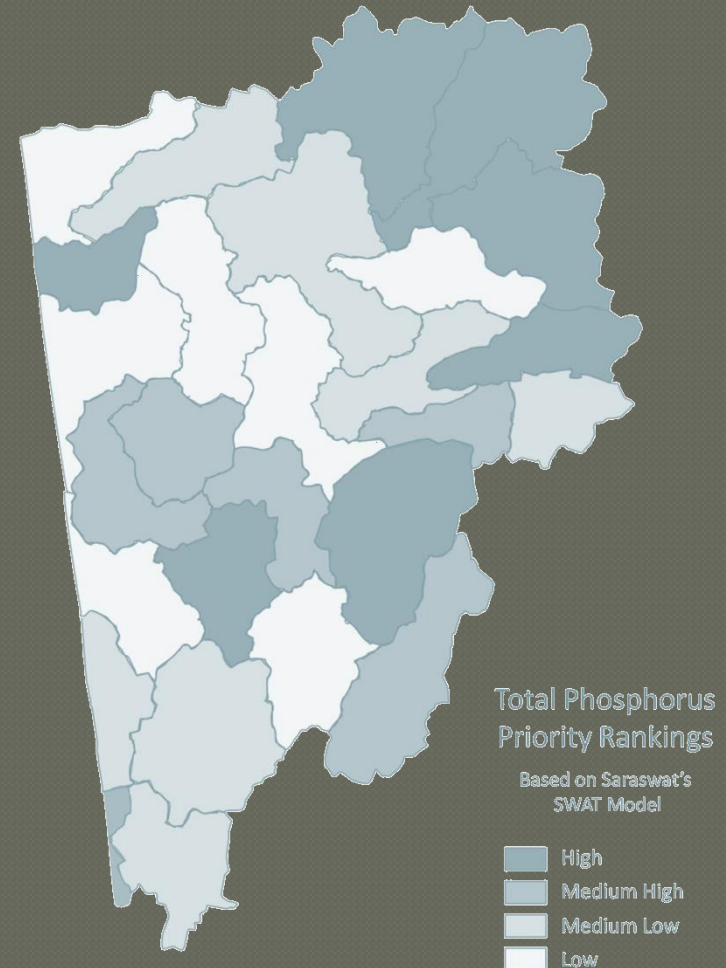 Total Phosphorus
Priority Rankings
Based on Saraswat's
SWAT Model
High
Medium High
Medium Low
Low